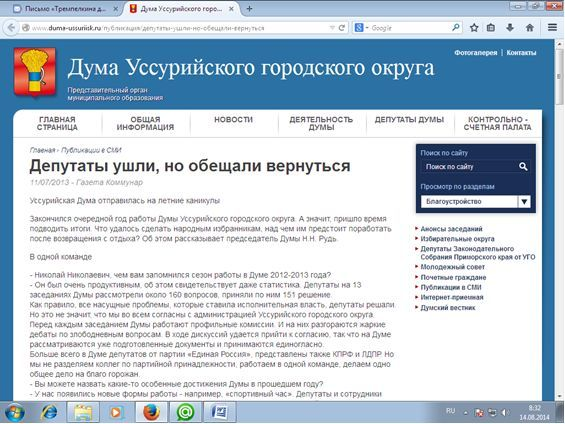 Письмо «Тремпелкина д...
Дума Уссурийского горо...
www.duma-ussuriisk.ru/публикация/депутаты-ушли-но-обещали-вернуться
Google
Фотогалерея | Контакты
Дума Уссурийского городского округа
Представительный орган
муниципального образования
ГЛАВНАЯ СТРАНИЦА
ОБЩАЯ ИНФОРМАЦИЯ
НОВОСТИ
ДЕЯТЕЛЬНОСТЬ ДУМЫ
ДЕПУТАТЫ ДУМЫ
КОНТРОЛЬНО - СЧЕТНАЯ ПАЛАТА
Главная › Публикации в СМИ
Депутаты ушли, но обещали вернуться
11/07/2013 - Газета Коммунар
Уссурийская Дума отправилась на летние каникулы
Закончился очередной год работы Думы Уссурийского городского округа. А значит, пришло время
подводить итоги. Что удалось сделать народным избранникам, над чем им предстоит поработать
после возвращения с отдыха? Об этом рассказывает председатель Думы Н.Н. Рудь.
В одной команде
- Николай Николаевич, чем вам запомнился сезон работы в Думе 2012-2013 года?
- Он был очень продуктивным, об этом свидетельствует даже статистика. Депутаты на 13
заседаниях Думы рассмотрели около 160 вопросов, приняли по ним 151 решение.
Как правило, все насущные проблемы, которые ставила исполнительная власть, депутаты решали.
Но это не значит, что мы во всем согласны с администрацией Уссурийского городского округа.
Перед каждым заседанием Думы работают профильные комиссии. И на них разгораются жаркие
дебаты по злободневным вопросам. В ходе дискуссий удается прийти к согласию, так что на Думе
рассматриваются уже подготовленные документы и принимаются единогласно.
Больше всего в Думе депутатов от партии «Единая Россия», представлены также КПРФ и ЛДПР. Но
мы не разделяем коллег по партийной принадлежности, работаем в одной команде, делаем одно
общее дело на благо горожан.
- Вы можете назвать какие-то особенные достижения Думы в прошедшем году?
- У нас появились новые формы работы - например, «спортивный час». Депутаты и сотрудники
Поиск по сайту
Поиск по сайту
Просмотр по разделам
Благоустройство
Анонсы заседаний
Избирательные округа
Депутаты Законодательного
Собрания Приморского края от УГО
Молодежный совет
Почетные граждане
Публикации в СМИ
Интернет-приемная
Думский вестник
RU
8:32
14.08.2014